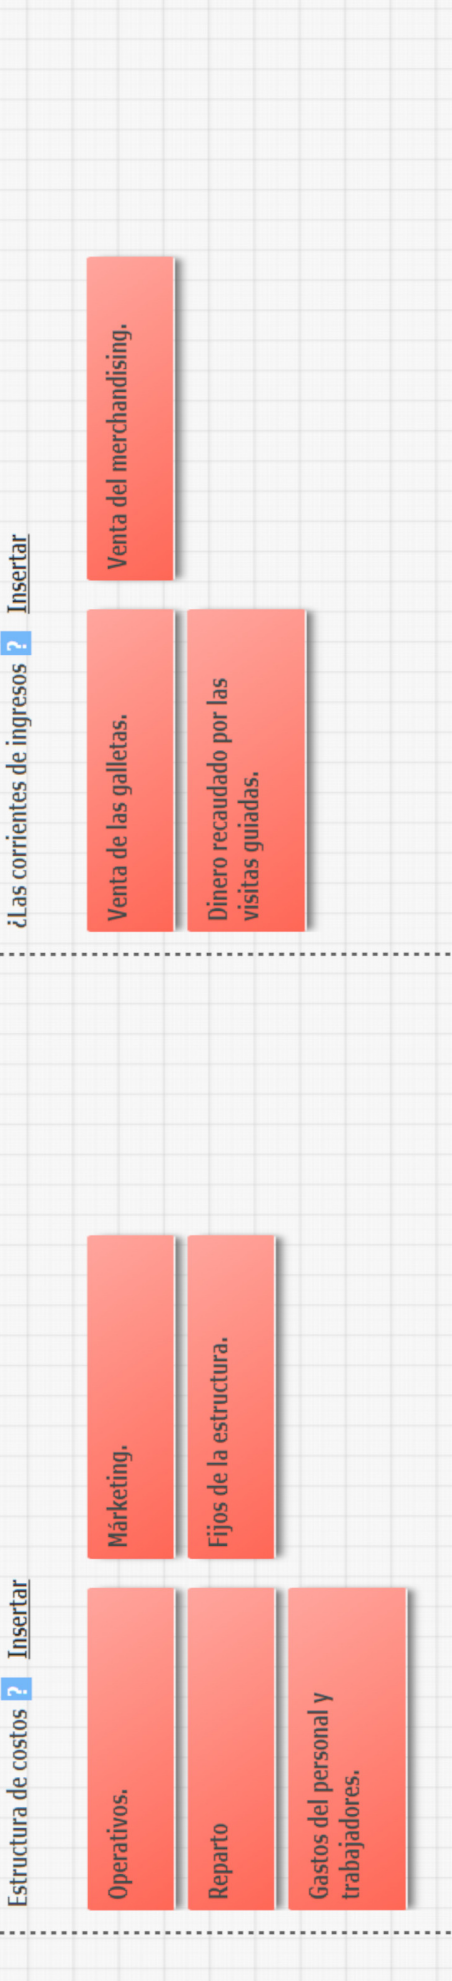 Estructura de costos ? Insertar
Operativos.
Reparto
Gastos del personal y
trabajadores.
Márketing.
Fijos de la estructura.
¿Las corrientes de ingresos ? Insertar
Venta de las galletas.
Dinero recaudado por las
visitas guiadas.
Venta del merchandising.